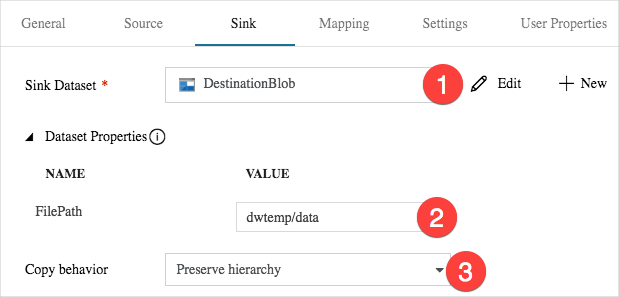 General Source Sink Mapping Settings User Properties
Sink Dataset * DestinationBlob 1 Edit + New
Dataset Properties i
NAME VALUE
FilePath dwtemp/data 2
Copy behavior Preserve hierarchy 3